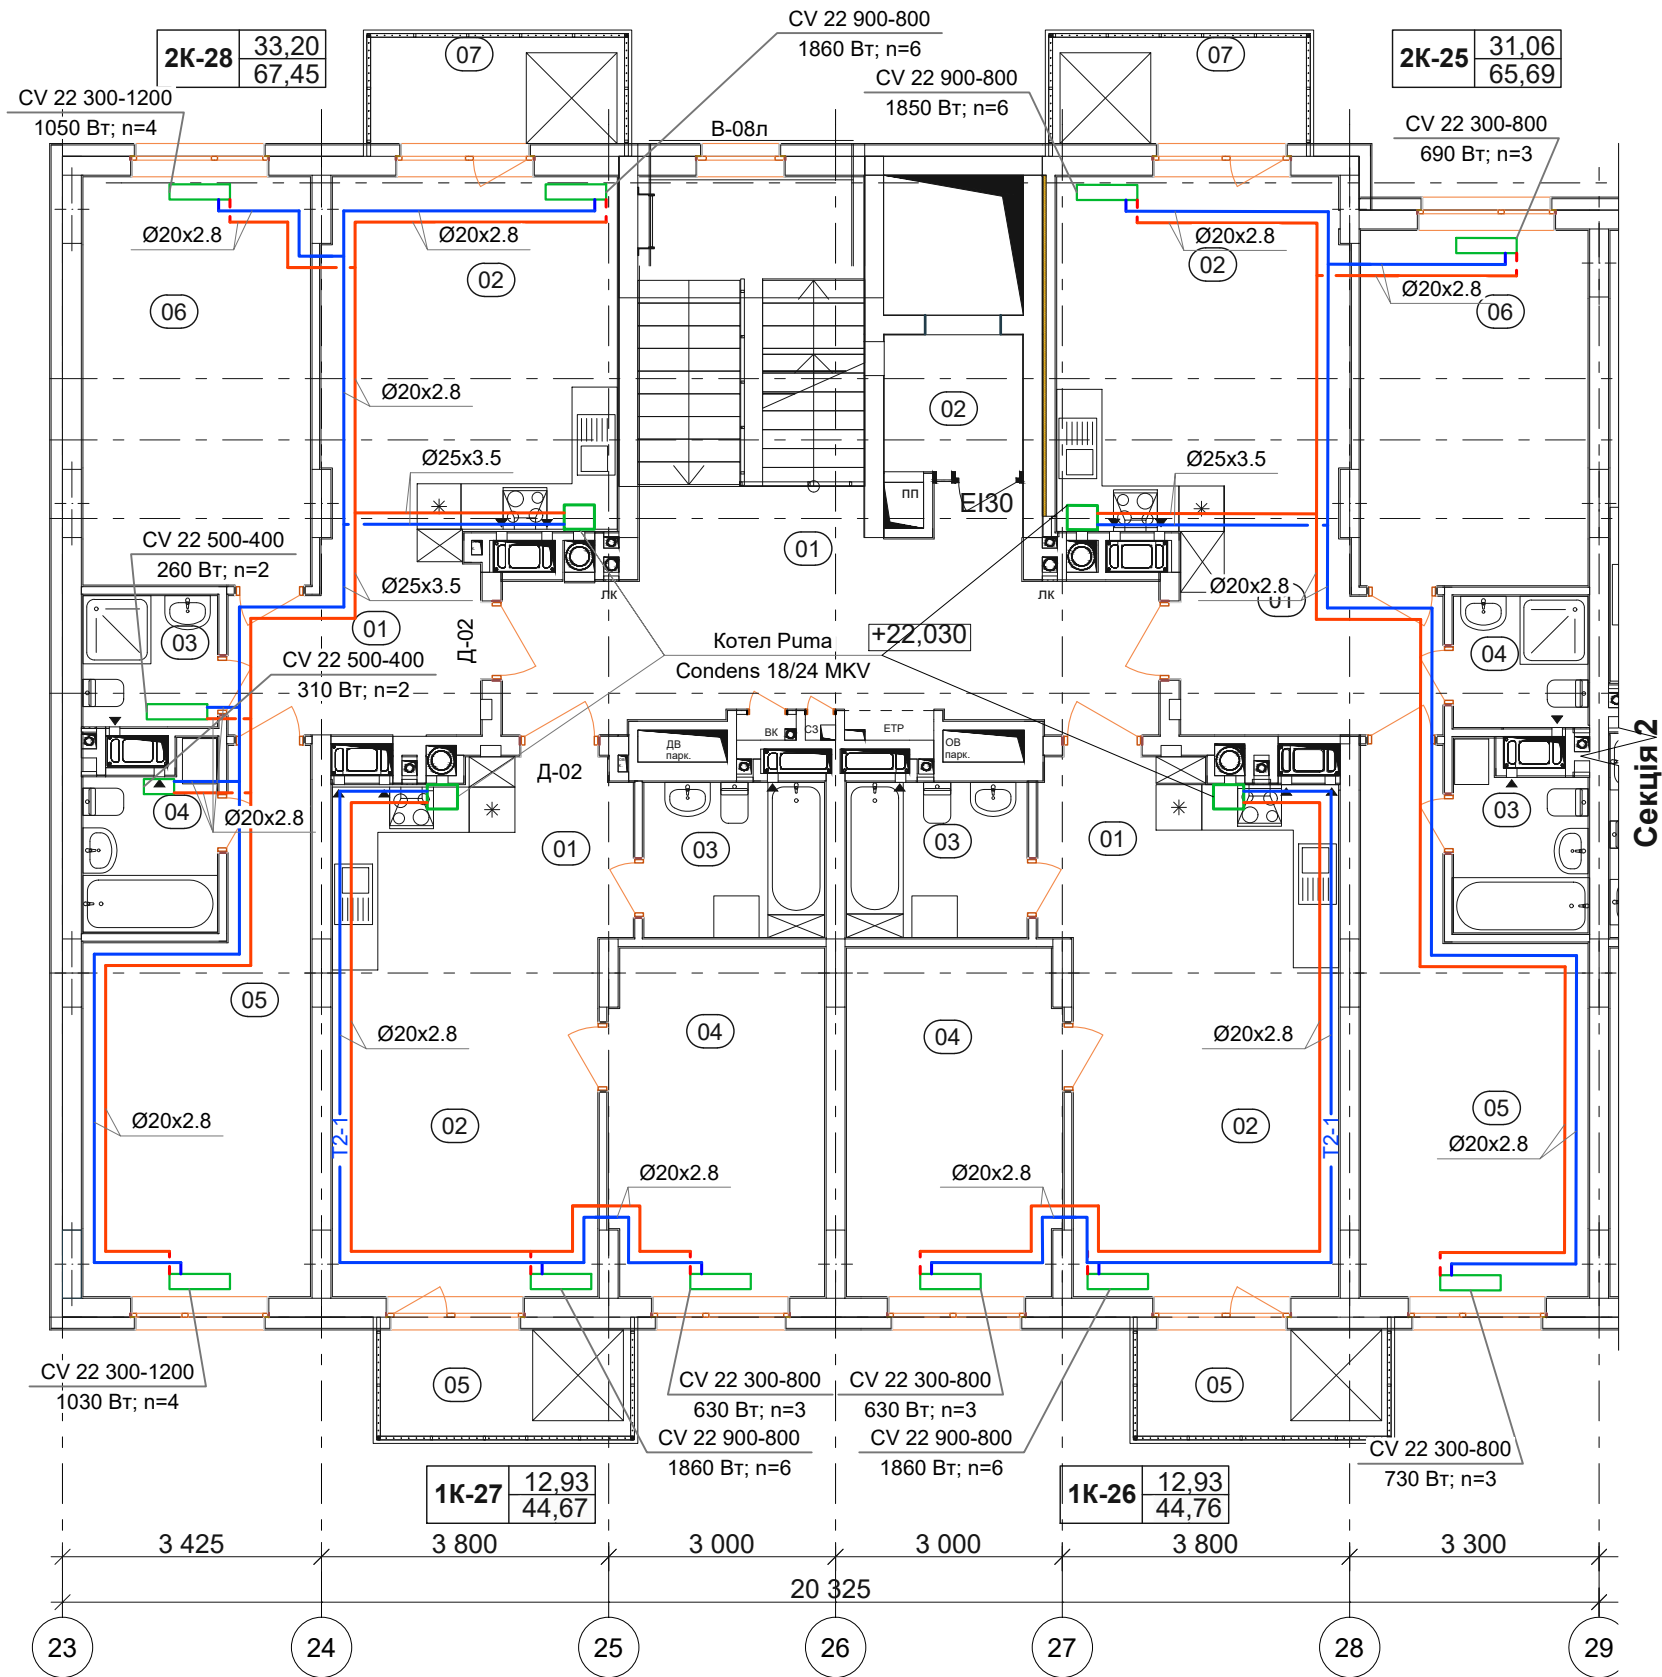 CV 22 900-800
1860 Вт; n=6
2К-28
33,20
67,45
07
07
2К-25
31,06
65,69
CV 22 300-1200
1050 Вт; n=4
CV 22 900-800
1850 Вт; n=6
В-08л
CV 22 300-800
690 Вт; n=3
Ø20x2.8
Ø20x2.8
Ø20x2.8
02
02
Ø20x2.8
06
06
Ø20x2.8
02
Ø25x3.5
Ø25x3.5
пп
EI30
CV 22 500-400
260 Вт; n=2
01
Ø25x3.5
лк
лк
Ø20x2.8
01
03
01
Д-02
Котел Puma
Condens 18/24 MKV
+22,030
04
CV 22 500-400
310 Вт; n=2
ВК
СЗ
ЕТР
ДВ
парк.
ОВ
парк.
Секція 2
Д-02
04
Ø20x2.8
03
01
03
03
01
05
04
04
Ø20x2.8
Ø20x2.8
Ø20x2.8
02
02
05
Т2-1
Т2-1
Ø20x2.8
Ø20x2.8
Ø20x2.8
CV 22 300-1200
1030 Вт; n=4
05
CV 22 300-800
630 Вт; n=3
CV 22 300-800
630 Вт; n=3
05
CV 22 900-800
1860 Вт; n=6
CV 22 900-800
1860 Вт; n=6
CV 22 300-800
730 Вт; n=3
1К-27
12,93
44,67
1К-26
12,93
44,76
3 425
3 800
3 000
3 000
3 800
3 300
20 325
23
24
25
26
27
28
29